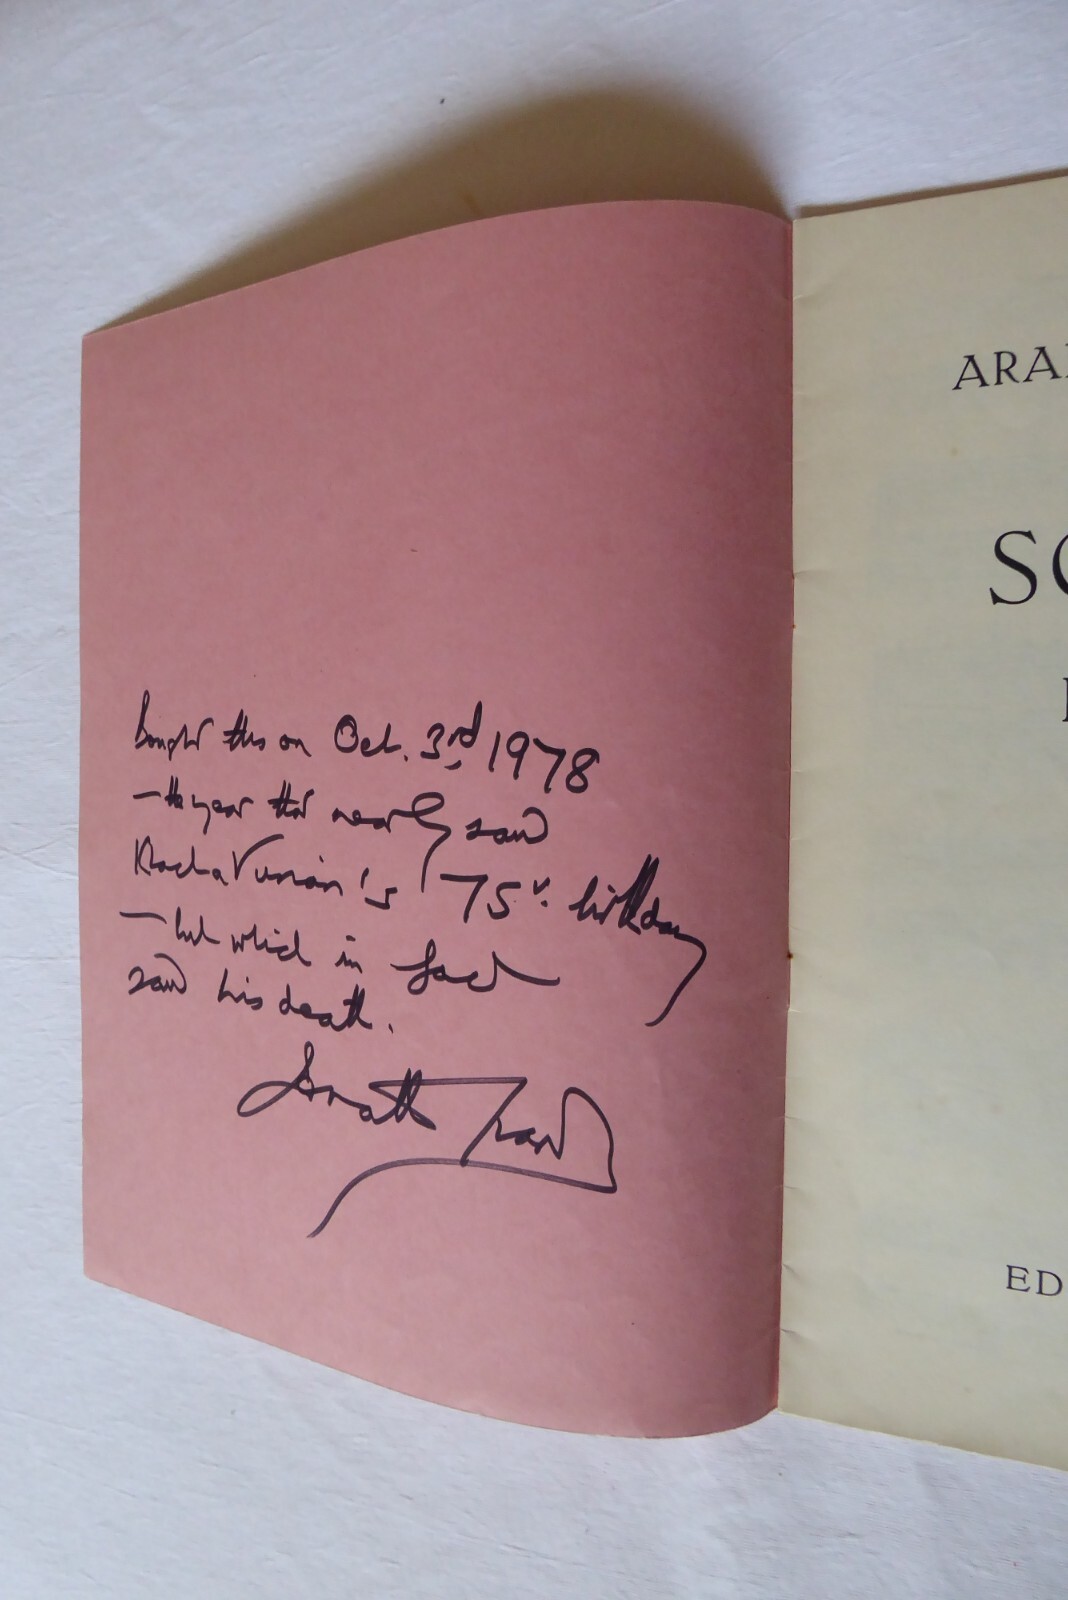 bought this on Oct. 3rd, 1978
– the year that nearly saw
Khachaturian's 75th birthday
– but which in fact
saw his death.
ARA
SO
ED